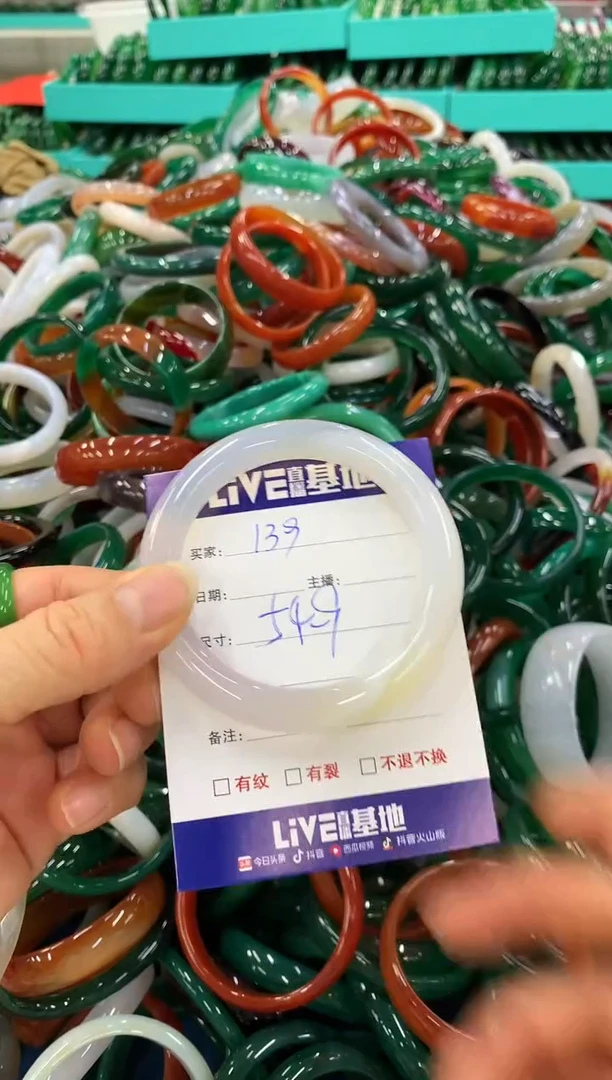 LiVE直播基地
买家: 139
日期: 主播:
尺寸: 54.9
备注:
□有纹 □有裂 □不退不换
LiVE直播基地
今日头条 抖音 西瓜视频 抖音火山版